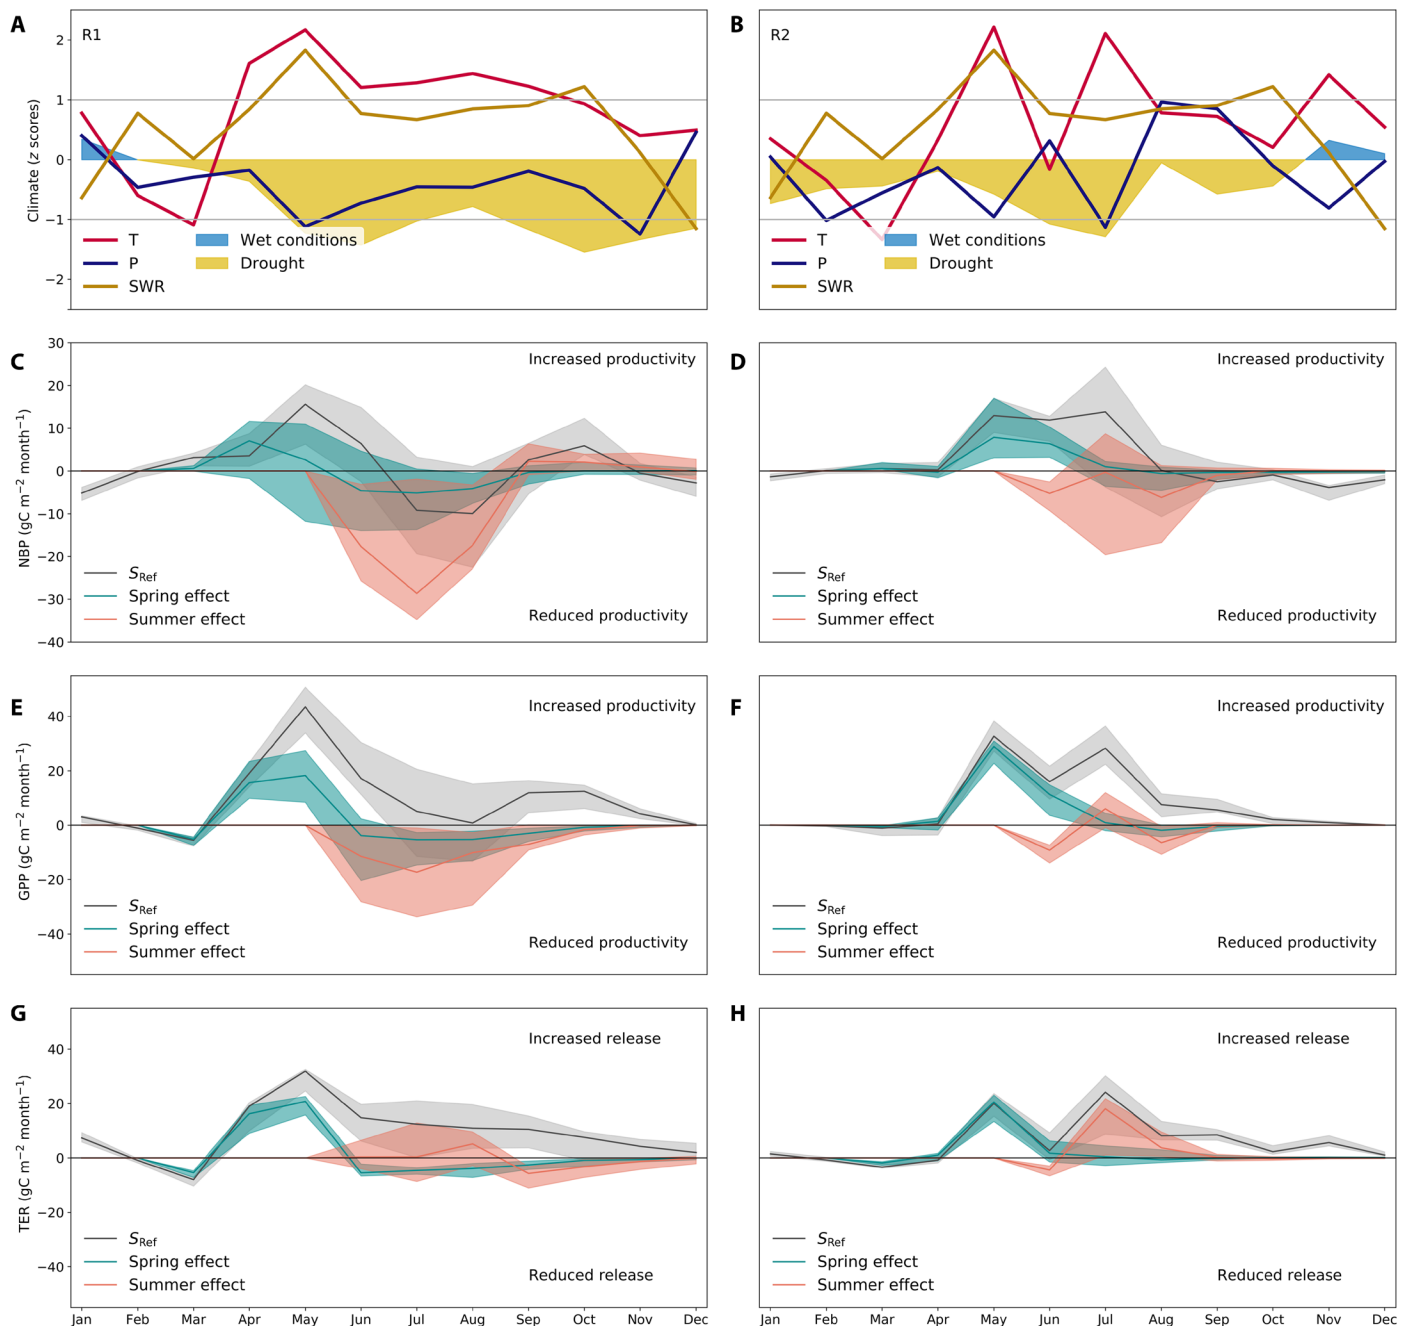 A
R1
2
1
0
−1
−2
Climate (z scores)
T
P
SWR
Wet conditions
Drought
B
R2
T
P
SWR
Wet conditions
Drought
C
30
20
10
0
−10
−20
−30
−40
NBP (gC m−2 month−1)
Increased productivity
SRef
Spring effect
Summer effect
Reduced productivity
D
Increased productivity
SRef
Spring effect
Summer effect
Reduced productivity
E
40
20
0
−20
−40
GPP (gC m−2 month−1)
Increased productivity
SRef
Spring effect
Summer effect
Reduced productivity
F
Increased productivity
SRef
Spring effect
Summer effect
Reduced productivity
G
40
20
0
−20
−40
TER (gC m−2 month−1)
Increased release
SRef
Spring effect
Summer effect
Reduced release
Jan Feb Mar Apr May Jun Jul Aug Sep Oct Nov Dec
H
Increased release
SRef
Spring effect
Summer effect
Reduced release
Jan Feb Mar Apr May Jun Jul Aug Sep Oct Nov Dec